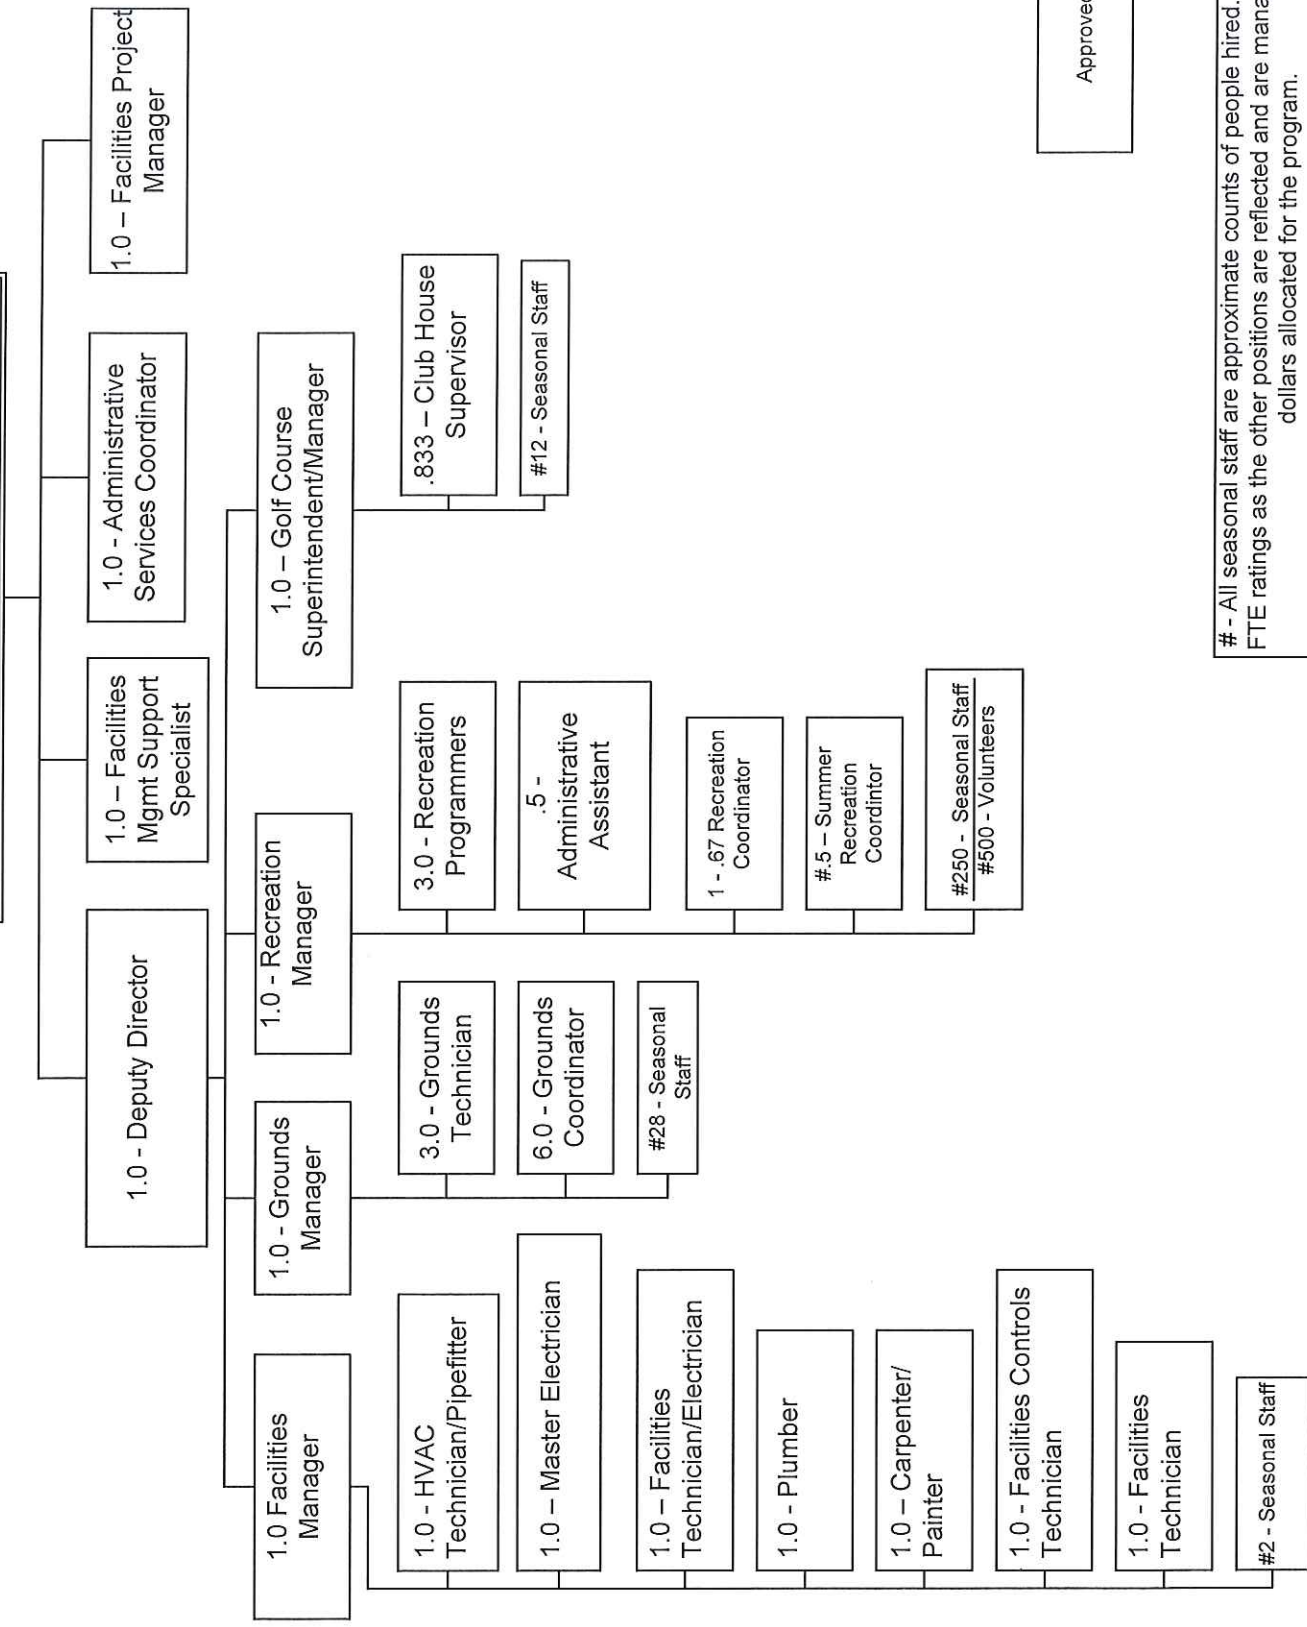 1.0 - Deputy Director
1.0 – Facilities
Mgmt Support
Specialist
1.0 - Administrative
Services Coordinator
1.0 – Facilities Project
Manager
1.0 Facilities
Manager
1.0 - Grounds
Manager
1.0 - Recreation
Manager
1.0 – Golf Course
Superintendent/Manager
1.0 - HVAC
Technician/Pipefitter
1.0 – Master Electrician
1.0 – Facilities
Technician/Electrician
1.0 - Plumber
1.0 – Carpenter/
Painter
1.0 - Facilities Controls
Technician
1.0 - Facilities
Technician
#2 - Seasonal Staff
3.0 - Grounds
Technician
6.0 - Grounds
Coordinator
#28 - Seasonal
Staff
3.0 - Recreation
Programmers
.5 -
Administrative
Assistant
1 - .67 Recreation
Coordinator
#.5 – Summer
Recreation
Coordintor
#250 - Seasonal Staff
#500 - Volunteers
.833 – Club House
Supervisor
#12 - Seasonal Staff
Approved
# - All seasonal staff are approximate counts of people hired.
FTE ratings as the other positions are reflected and are mana
dollars allocated for the program.